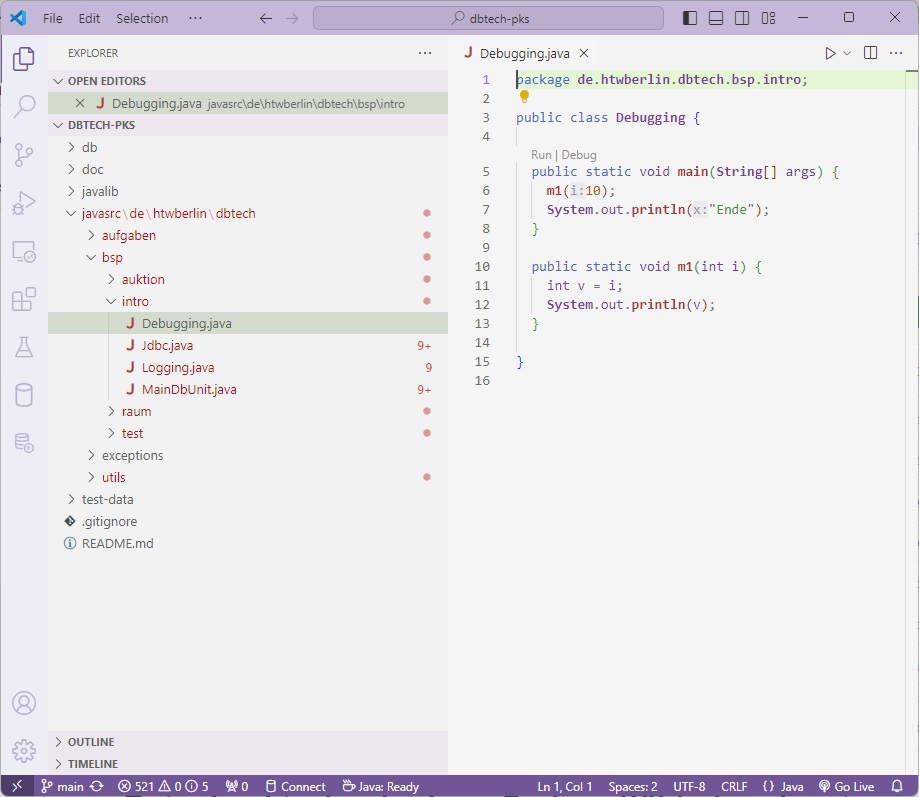 File Edit Selection ··· dbtech-pks
EXPLORER ···
OPEN EDITORS
Debugging.java javasrc\de\htwberlin\dbtech\bsp\intro
DBTECH-PKS
db
doc
javalib
javasrc\de\htwberlin\dbtech
aufgaben
bsp
auktion
intro
Debugging.java
Jdbc.java 9+
Logging.java 9
MainDbUnit.java 9+
raum
test
exceptions
utils
test-data
.gitignore
README.md
OUTLINE
TIMELINE
Debugging.java ···
1 package de.htwberlin.dbtech.bsp.intro;
2
3 public class Debugging {
4
Run | Debug
5 public static void main(String[] args) {
6 m1(i:10);
7 System.out.println(x:"Ende");
8 }
9
10 public static void m1(int i) {
11 int v = i;
12 System.out.println(v);
13 }
14
15 }
16
main 521 0 5 0 Connect Java: Ready Ln 1, Col 1 Spaces: 2 UTF-8 CRLF {} Java Go Live